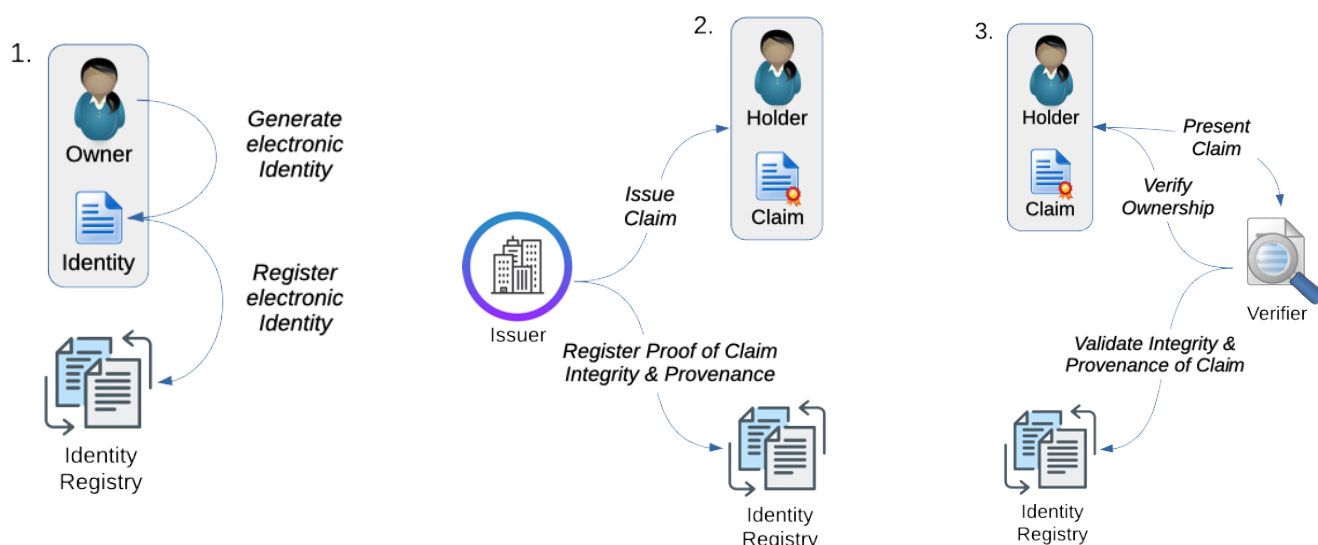 1.
Owner
Generate
electronic
Identity
Identity
Register
electronic
Identity
Identity
Registry
2.
Holder
Claim
Issue
Claim
Issuer
Register Proof of Claim
Integrity & Provenance
Identity
Registry
3.
Holder
Claim
Present
Claim
Verify
Ownership
Verifier
Validate Integrity &
Provenance of Claim
Identity
Registry